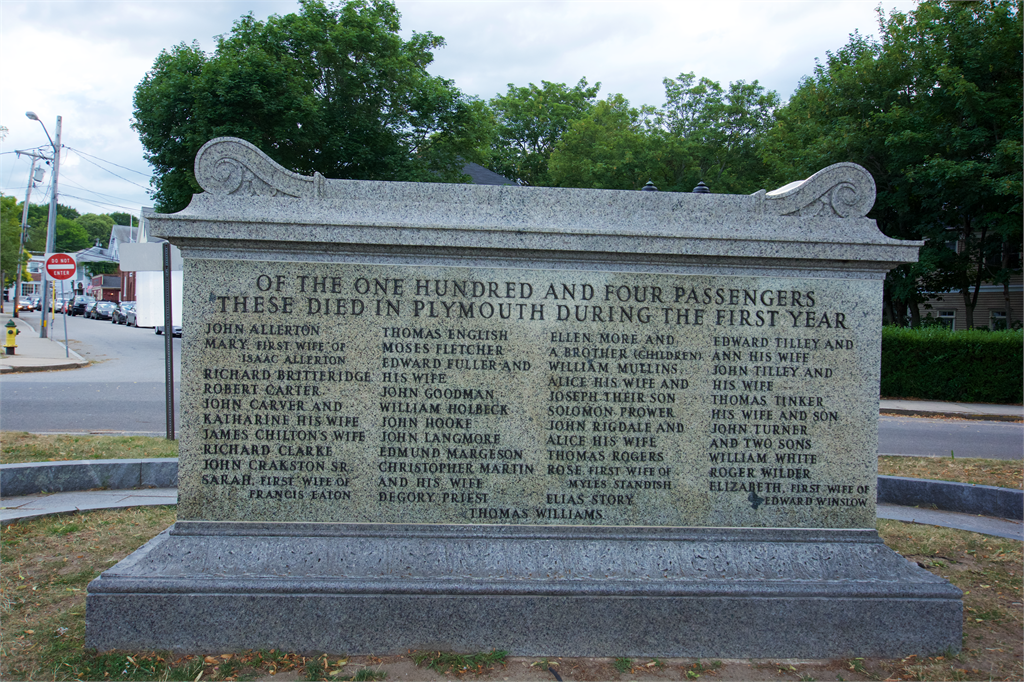 OF THE ONE HUNDRED AND FOUR PASSENGERS
THESE DIED IN PLYMOUTH DURING THE FIRST YEAR
JOHN ALLERTON
MARY, FIRST WIFE OF
ISAAC ALLERTON
RICHARD BRITTERIDGE
ROBERT CARTER
JOHN CARVER AND
KATHARINE HIS WIFE
JAMES CHILTON'S WIFE
RICHARD CLARKE
JOHN CRAKSTON SR.
SARAH, FIRST WIFE OF
FRANCIS EATON
THOMAS ENGLISH
MOSES FLETCHER
EDWARD FULLER AND
HIS WIFE
JOHN GOODMAN
WILLIAM HOLBECK
JOHN HOOKE
JOHN LANGMORE
EDMUND MARGESON
CHRISTOPHER MARTIN
AND HIS WIFE
DEGORY PRIEST
ELLEN MORE AND
A BROTHER (CHILDREN)
WILLIAM MULLINS
ALICE HIS WIFE AND
JOSEPH THEIR SON
SOLOMON PROWER
JOHN RIGDALE AND
ALICE HIS WIFE
THOMAS ROGERS
ROSE, FIRST WIFE OF
MYLES STANDISH
ELIAS STORY
EDWARD TILLEY AND
ANN HIS WIFE
JOHN TILLEY AND
HIS WIFE
THOMAS TINKER
HIS WIFE AND SON
JOHN TURNER
AND TWO SONS
WILLIAM WHITE
ROGER WILDER
ELIZABETH, FIRST WIFE OF
EDWARD WINSLOW
THOMAS WILLIAMS
DO NOT
ENTER